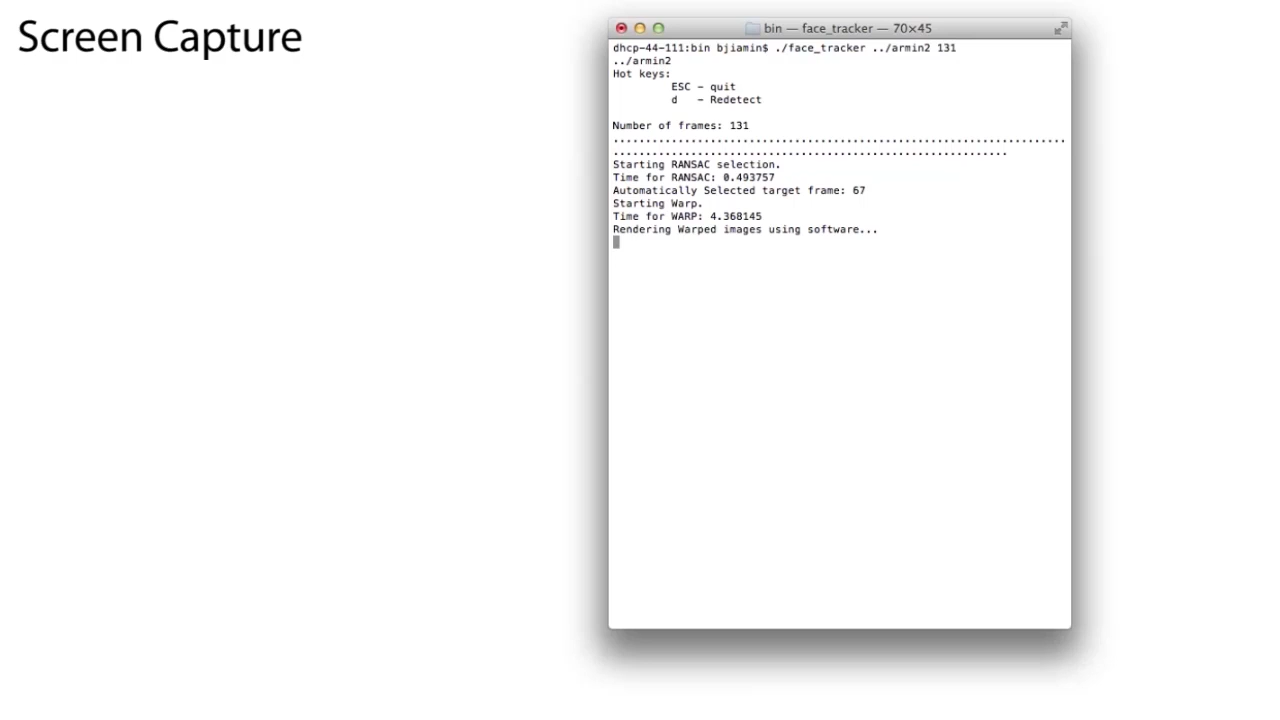 Screen Capture
bin — face_tracker — 70×45
dhcp-44-111:bin bjiamin$ ./face_tracker ../armin2 131
../armin2
Hot keys:
ESC - quit
d - Redetect
Number of frames: 131
......................................................................
.............................................................
Starting RANSAC selection.
Time for RANSAC: 0.493757
Automatically Selected target frame: 67
Starting Warp.
Time for WARP: 4.368145
Rendering Warped images using software...